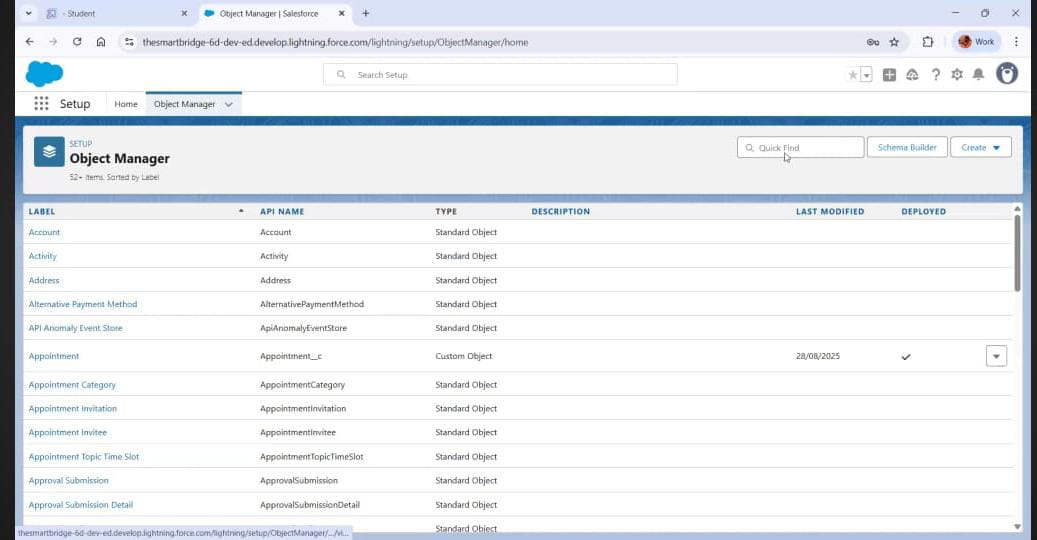 - Student
Object Manager | Salesforce
thesmartbridge-6d-dev-ed.develop.lightning.force.com/lightning/setup/ObjectManager/home
Work
Search Setup
Setup
Home
Object Manager
SETUP
Object Manager
52+ Items. Sorted by Label
Quick Find
Schema Builder
Create
LABEL API NAME TYPE DESCRIPTION LAST MODIFIED DEPLOYED
Account Account Standard Object
Activity Activity Standard Object
Address Address Standard Object
Alternative Payment Method AlternativePaymentMethod Standard Object
API Anomaly Event Store ApiAnomalyEventStore Standard Object
Appointment Appointment__c Custom Object 28/08/2025
Appointment Category AppointmentCategory Standard Object
Appointment Invitation AppointmentInvitation Standard Object
Appointment Invitee AppointmentInvitee Standard Object
Appointment Topic Time Slot AppointmentTopicTimeSlot Standard Object
Approval Submission ApprovalSubmission Standard Object
Approval Submission Detail ApprovalSubmissionDetail Standard Object
Standard Object
thesmartbridge-6d-dev-ed.develop.lightning.force.com/lightning/setup/ObjectManager/.../vi...